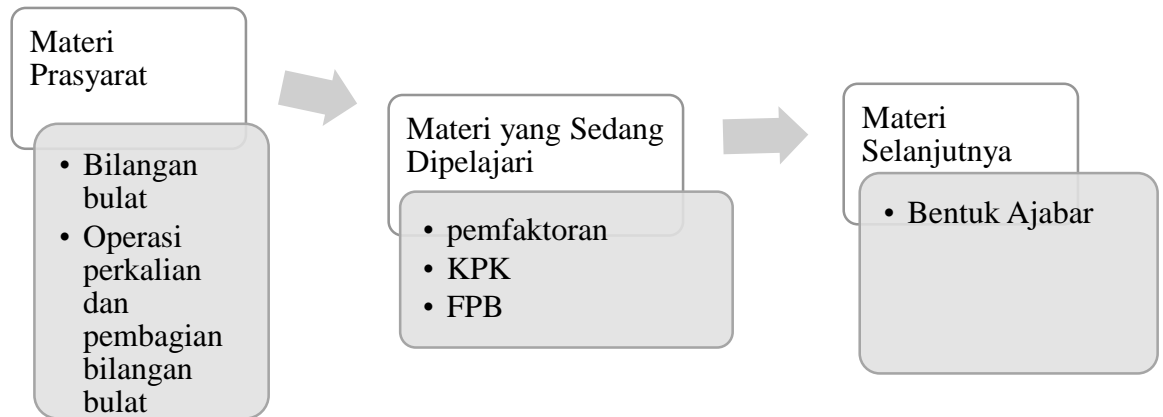 Materi
Prasyarat
• Bilangan
bulat
• Operasi
perkalian
dan
pembagian
bilangan
bulat
Materi yang Sedang
Dipelajari
• pemfaktoran
• KPK
• FPB
Materi
Selanjutnya
• Bentuk Ajabar